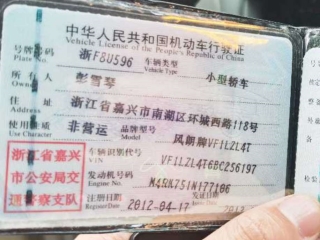 中华人民共和国机动车行驶证
Vehicle License of the People's Republic of China
号牌号码 浙F8U596 车辆类型 小型轿车
Plate No. Vehicle Type
所有人 彭雪琴
Owner
住址 浙江省嘉兴市南湖区环城西路118号
Address
使用性质 非营运 品牌型号 风朗牌VF1L2L4T
Use Character Model
浙江省嘉兴市公安局交通警察支队
车辆识别代号 VF1L2L4T6BC256197
VIN
发动机号码 M4RK751N177106
Engine No.
注册日期 2012-04-17 发证日期
Register Date Issue Date